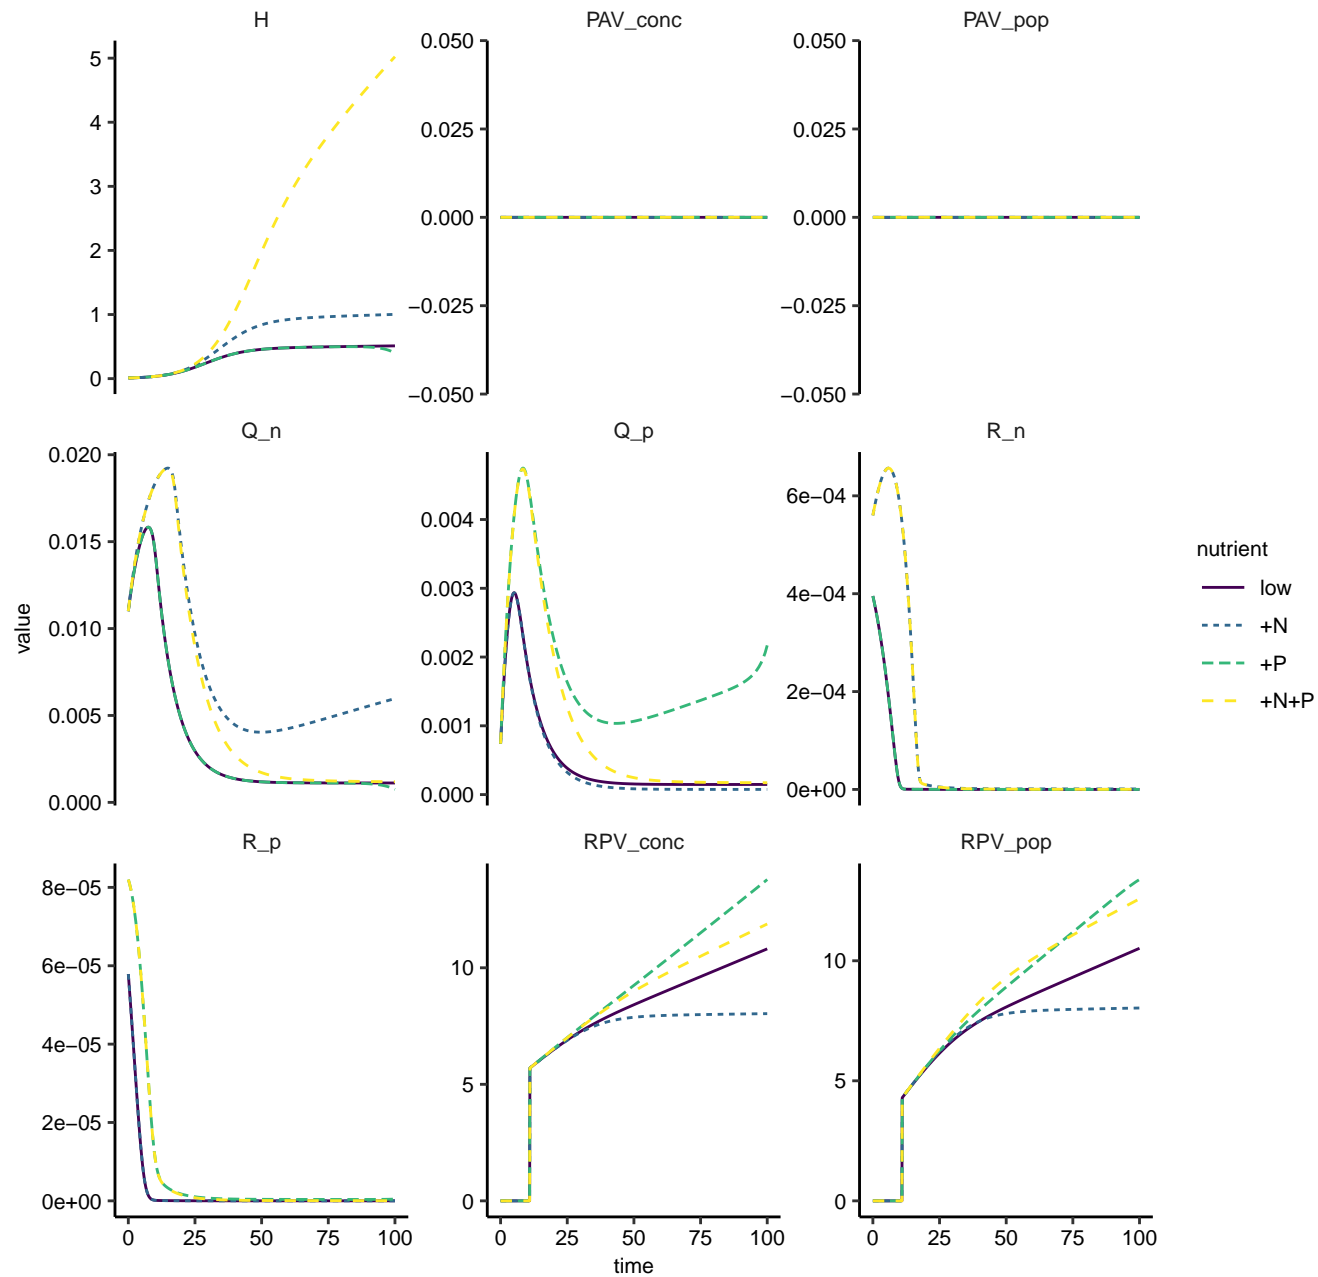 H PAV_conc PAV_pop
5
4
3
2
1
0
0.050
0.025
0.000
−0.025
−0.050
0.050
0.025
0.000
−0.025
−0.050
Q_n Q_p R_n
0.020
0.015
0.010
0.005
0.000
0.004
0.003
0.002
0.001
0.000
6e−04
4e−04
2e−04
0e+00
R_p RPV_conc RPV_pop
8e−05
6e−05
4e−05
2e−05
0e+00
10
5
0
10
5
0
0 25 50 75 100
0 25 50 75 100
0 25 50 75 100
time
value
nutrient
low
+N
+P
+N+P